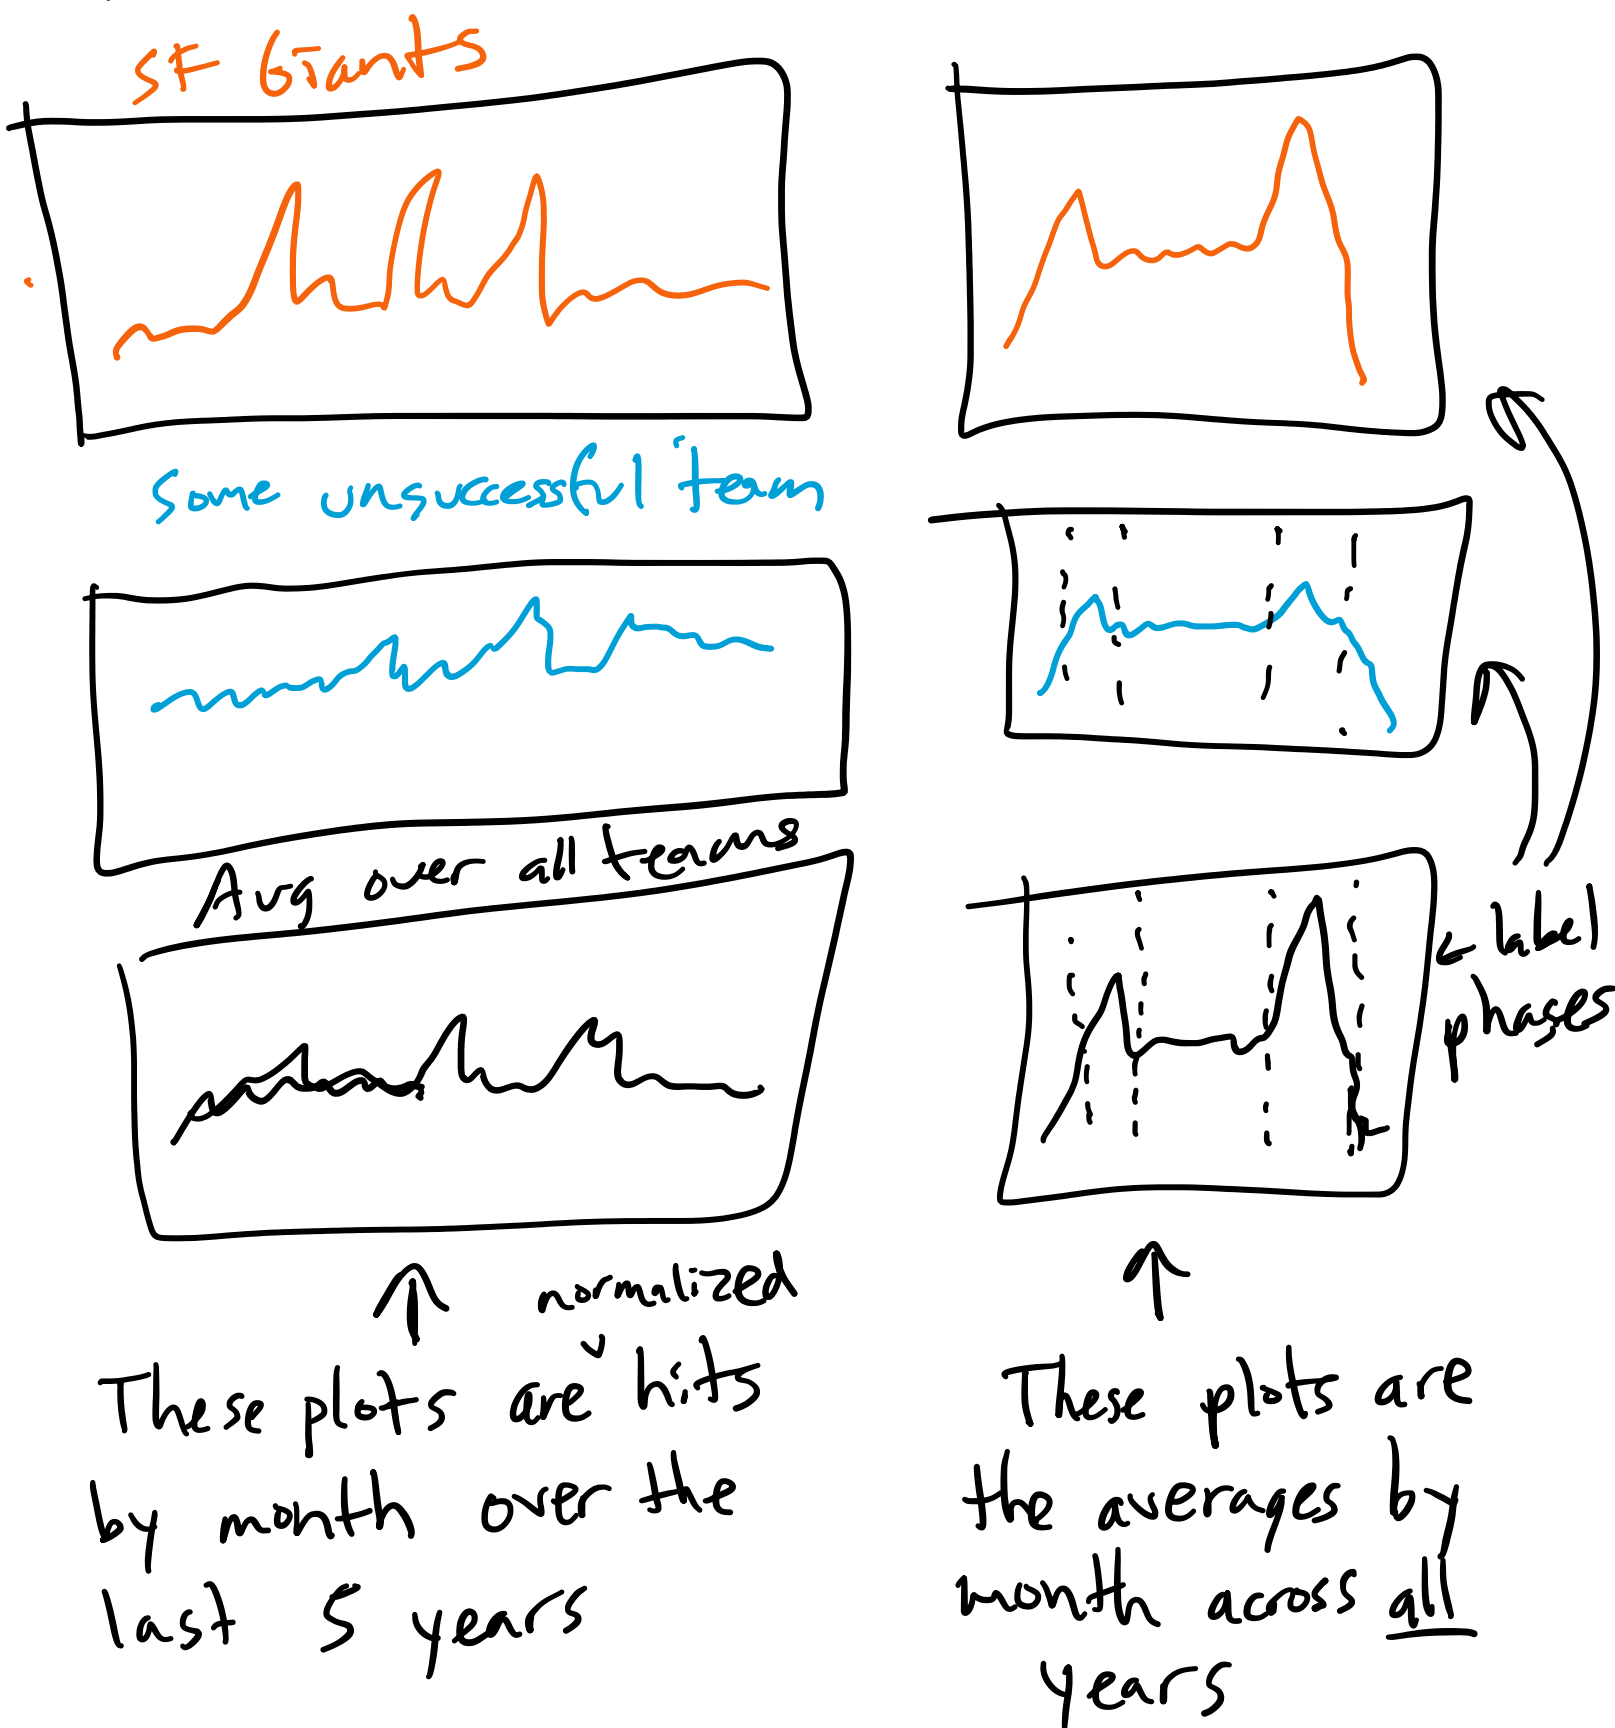 SF Giants
Some unsuccessful team
Avg over all teams
← label
phases
normalized
These plots are hits
by month over the
last 5 years
These plots are
the averages by
month across all
years